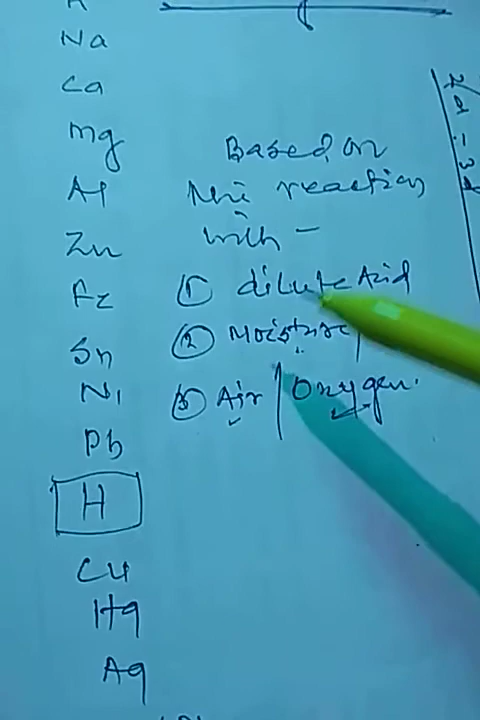 Na
Ca
Mg
Al
Zn
Fe
Sn
Ni
Pb
H
Cu
Hg
Ag
Based on
the reaction
with -
① dilute Acid
② Moisture
③ Air / Oxygen.